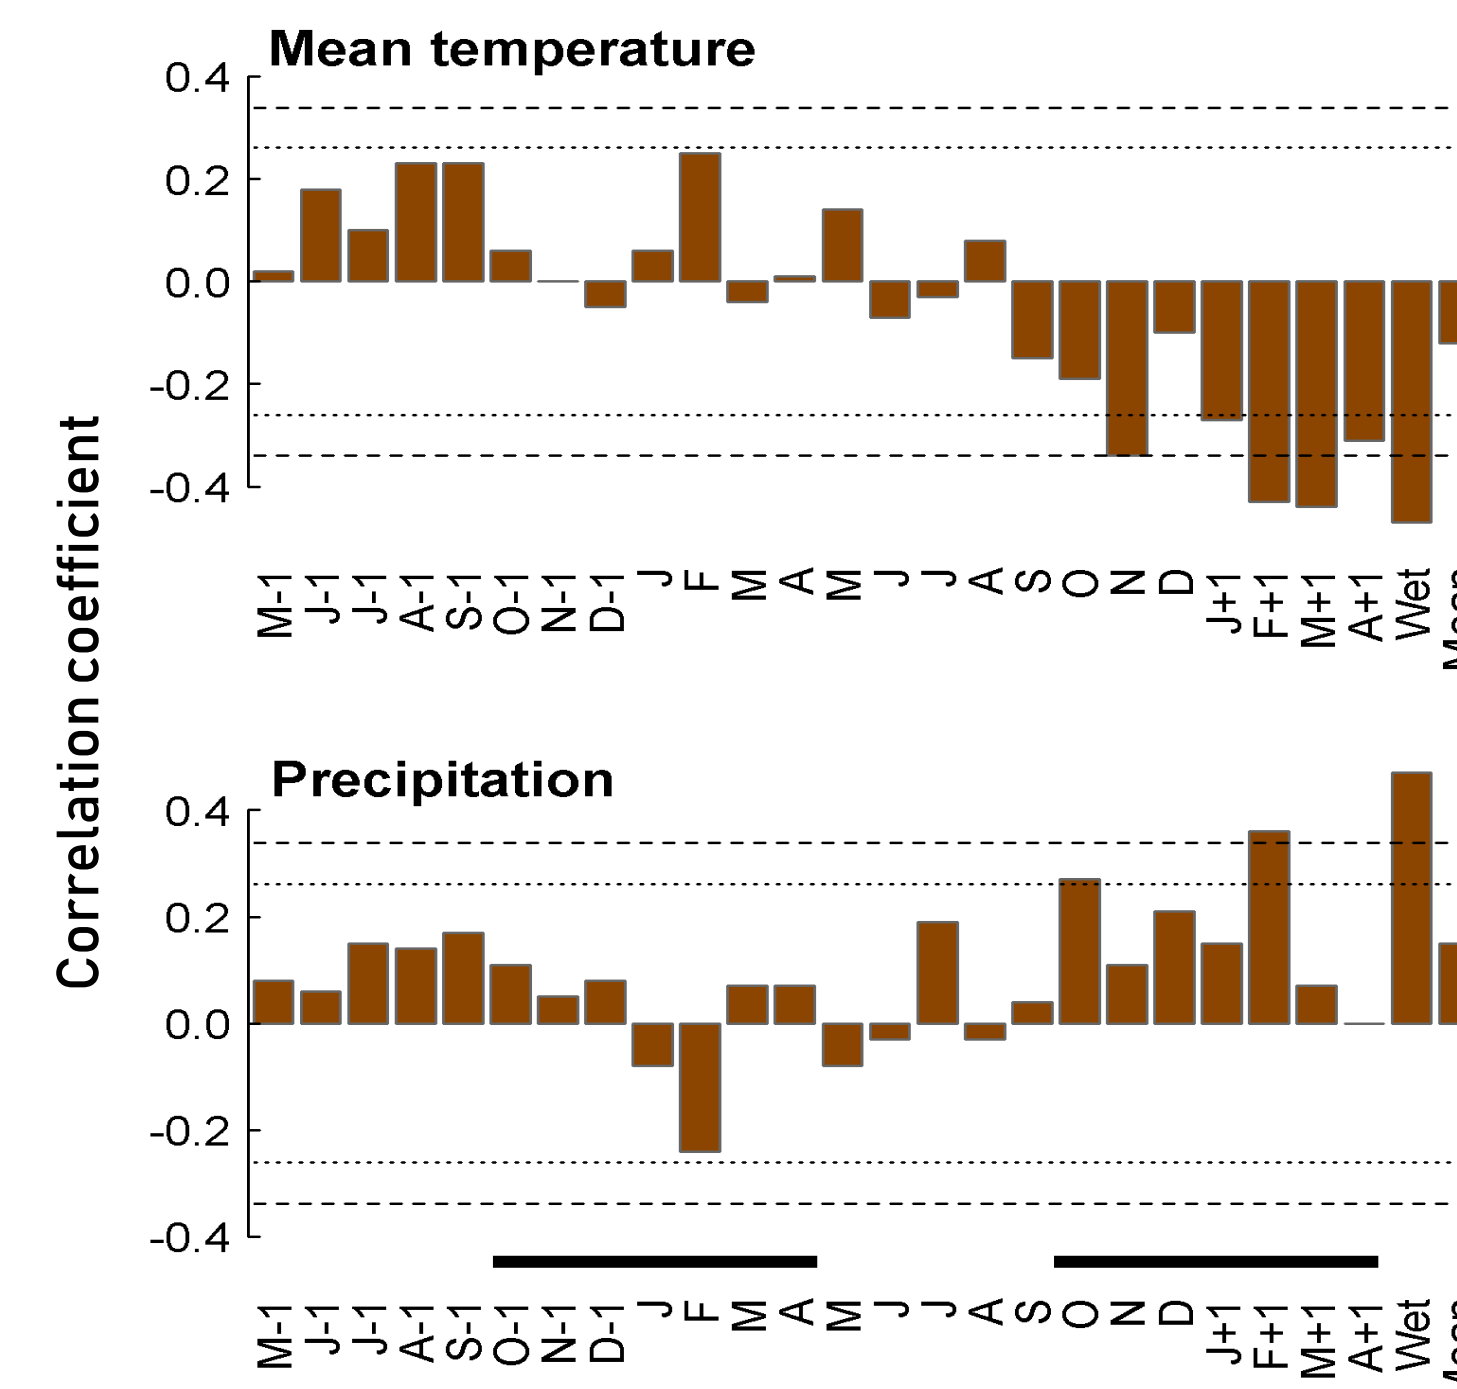 Mean temperature
0.4
0.2
0.0
-0.2
-0.4
M-1 J-1 J-1 A-1 S-1 O-1 N-1 D-1 J F M A M J J A S O N D J+1 F+1 M+1 A+1 Wet
Correlation coefficient
Precipitation
0.4
0.2
0.0
-0.2
-0.4
M-1 J-1 J-1 A-1 S-1 O-1 N-1 D-1 J F M A M J J A S O N D J+1 F+1 M+1 A+1 Wet